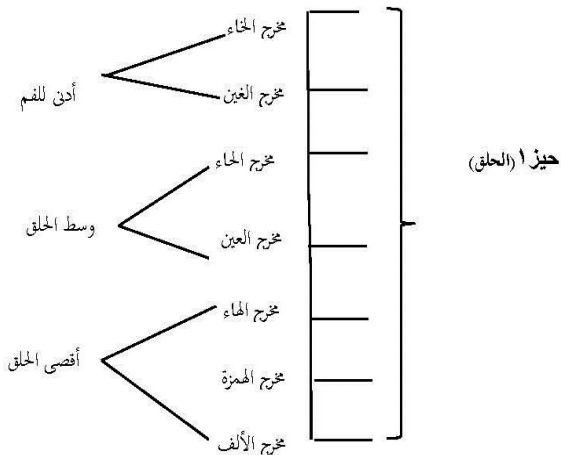 مخرج الخاء
أدنى للفم
مخرج الغين
حيز ١ (الحلق)
مخرج الحاء
وسط الحلق
مخرج العين
مخرج الهاء
أقصى الحلق
مخرج الهمزة
مخرج الألف